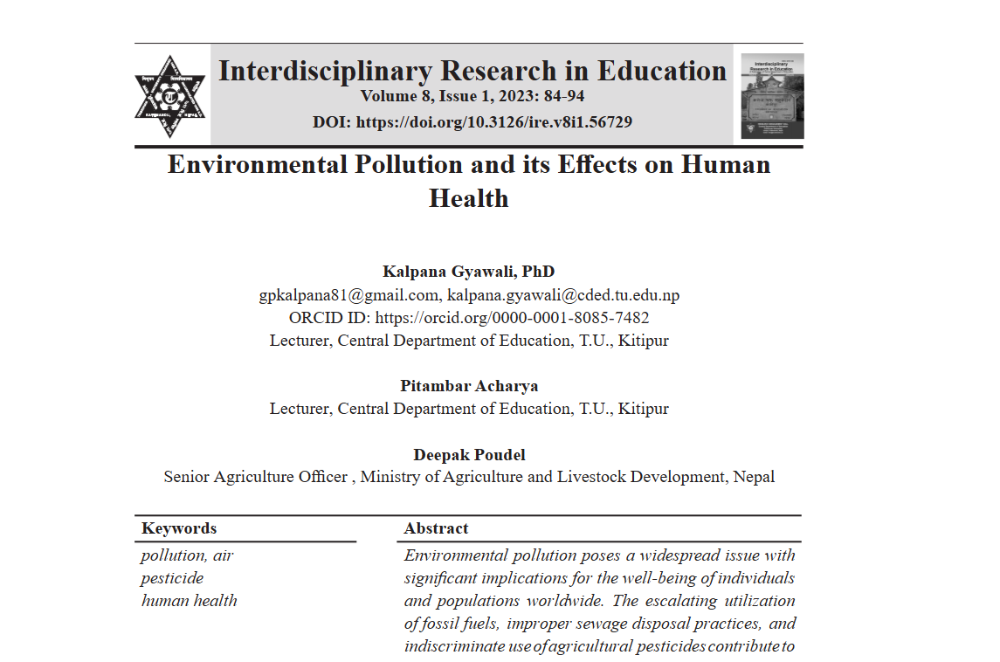 Interdisciplinary Research in Education
Volume 8, Issue 1, 2023: 84-94
DOI: https://doi.org/10.3126/ire.v8i1.56729
Interdisciplinary
Research in Education
Environmental Pollution and its Effects on Human
Health
Kalpana Gyawali, PhD
gpkalpana81@gmail.com, kalpana.gyawali@cded.tu.edu.np
ORCID ID: https://orcid.org/0000-0001-8085-7482
Lecturer, Central Department of Education, T.U., Kitipur
Pitambar Acharya
Lecturer, Central Department of Education, T.U., Kitipur
Deepak Poudel
Senior Agriculture Officer , Ministry of Agriculture and Livestock Development, Nepal
Keywords
pollution, air
pesticide
human health
Abstract
Environmental pollution poses a widespread issue with
significant implications for the well-being of individuals
and populations worldwide. The escalating utilization
of fossil fuels, improper sewage disposal practices, and
indiscriminate use of agricultural pesticides contribute to